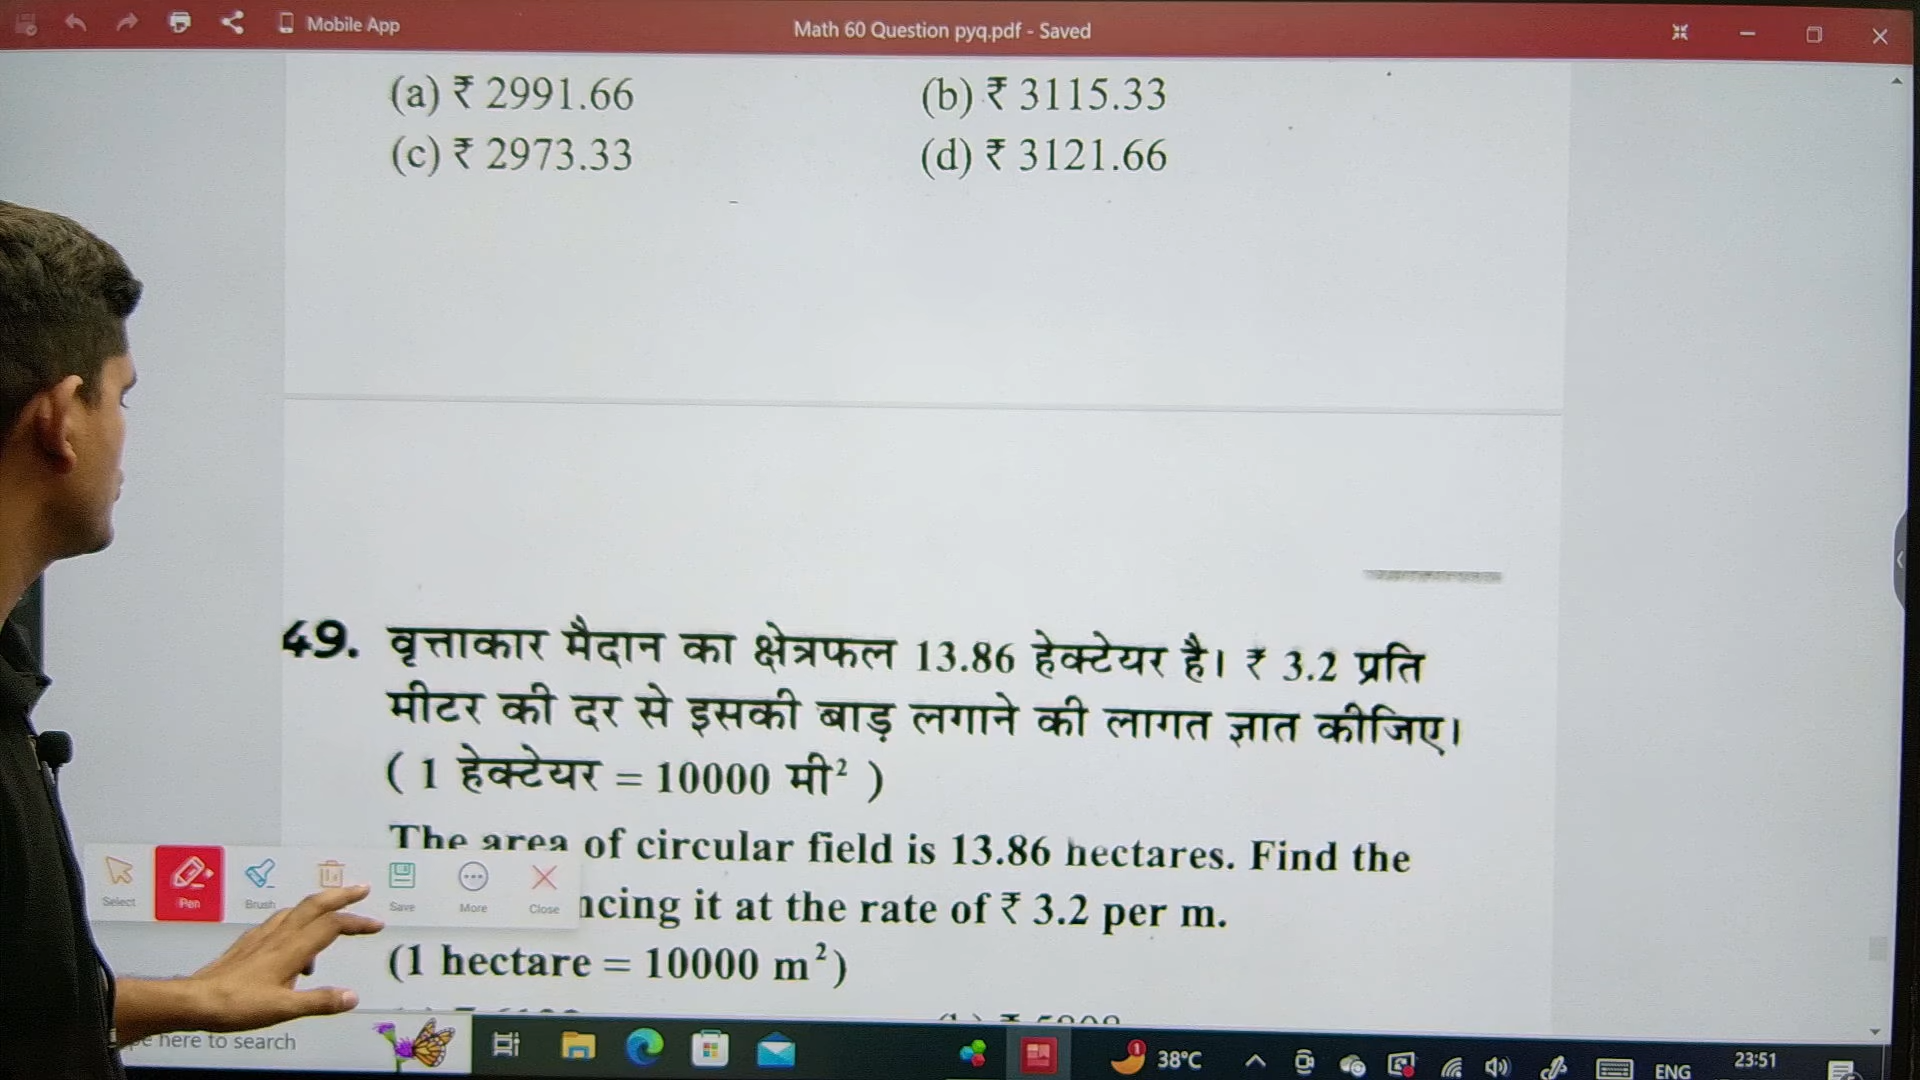 Mobile App
Math 60 Question pyq.pdf - Saved
(a) ₹ 2991.66
(b) ₹ 3115.33
(c) ₹ 2973.33
(d) ₹ 3121.66
49. वृत्ताकार मैदान का क्षेत्रफल 13.86 हेक्टेयर है। ₹ 3.2 प्रति
मीटर की दर से इसकी बाड़ लगाने की लागत ज्ञात कीजिए।
( 1 हेक्टेयर = 10000 मी² )
The area of circular field is 13.86 hectares. Find the
ncing it at the rate of ₹ 3.2 per m.
(1 hectare = 10000 m²)
Select
Pen
Brush
Save
More
Close
here to search
1
38°C
ENG
23:51